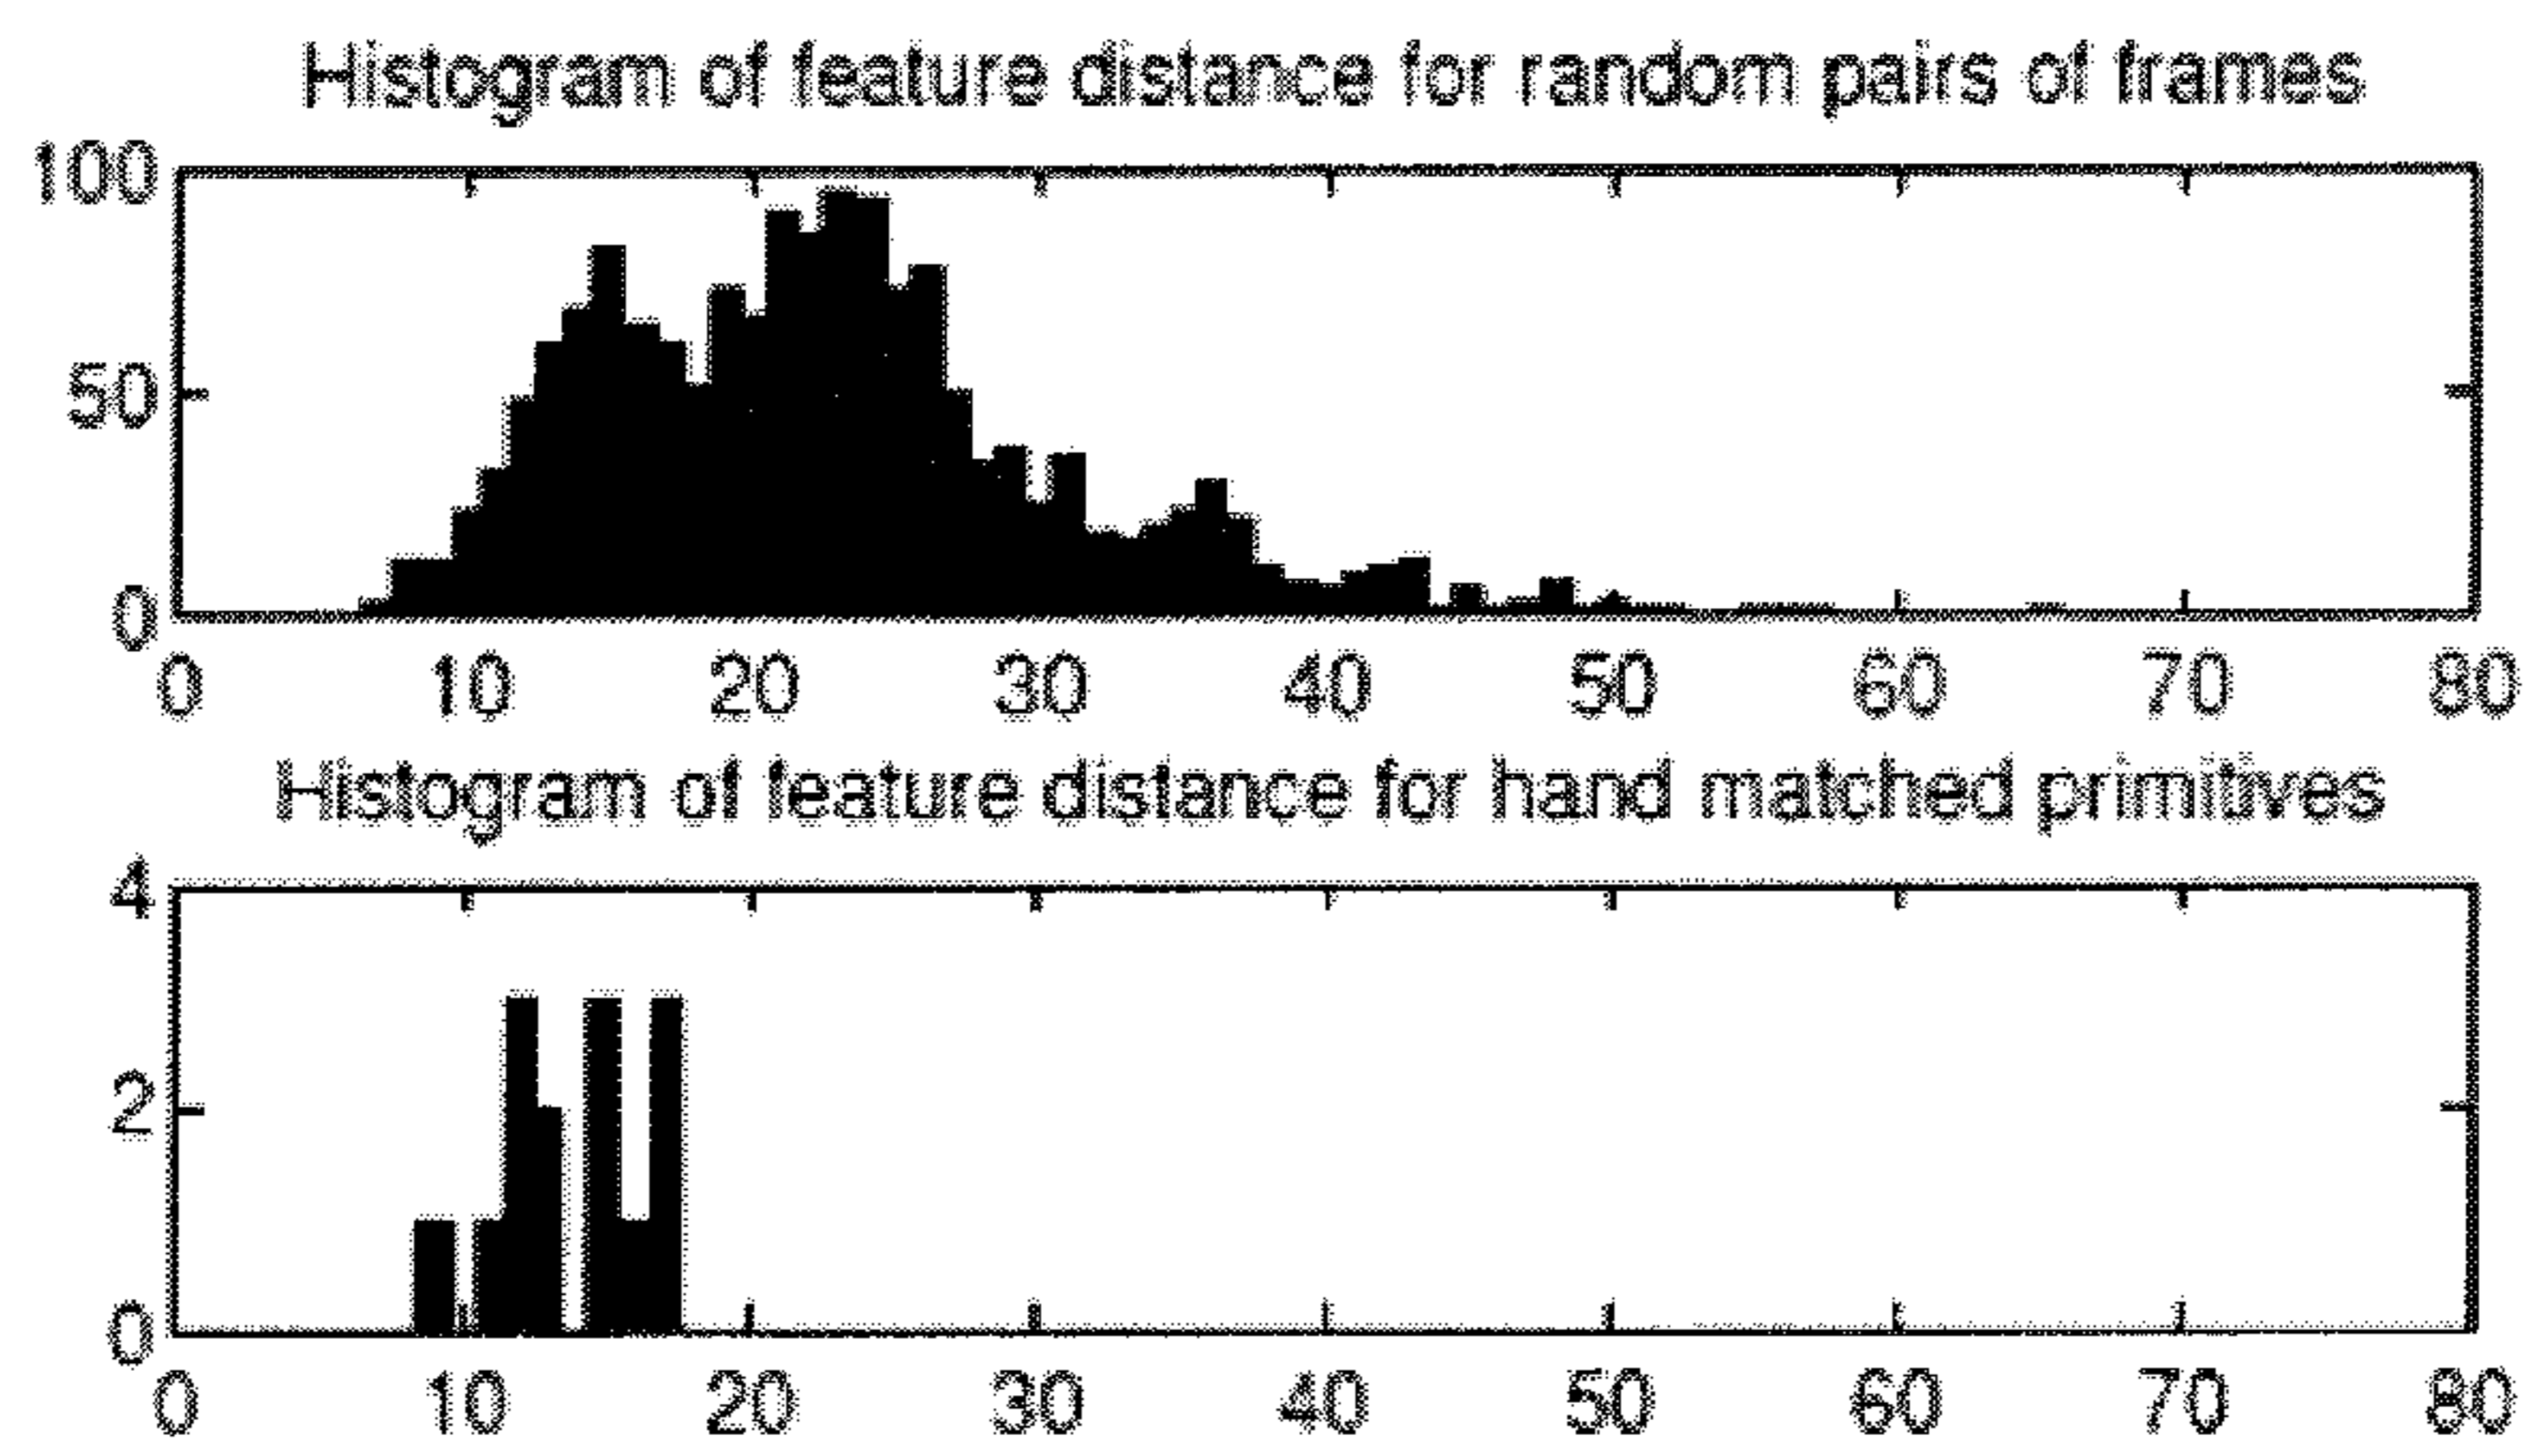 Histogram of feature distance for random pairs of frames
100
50
0
0 10 20 30 40 50 60 70 80
Histogram of feature distance for hand matched primitives
4
2
0
0 10 20 30 40 50 60 70 80